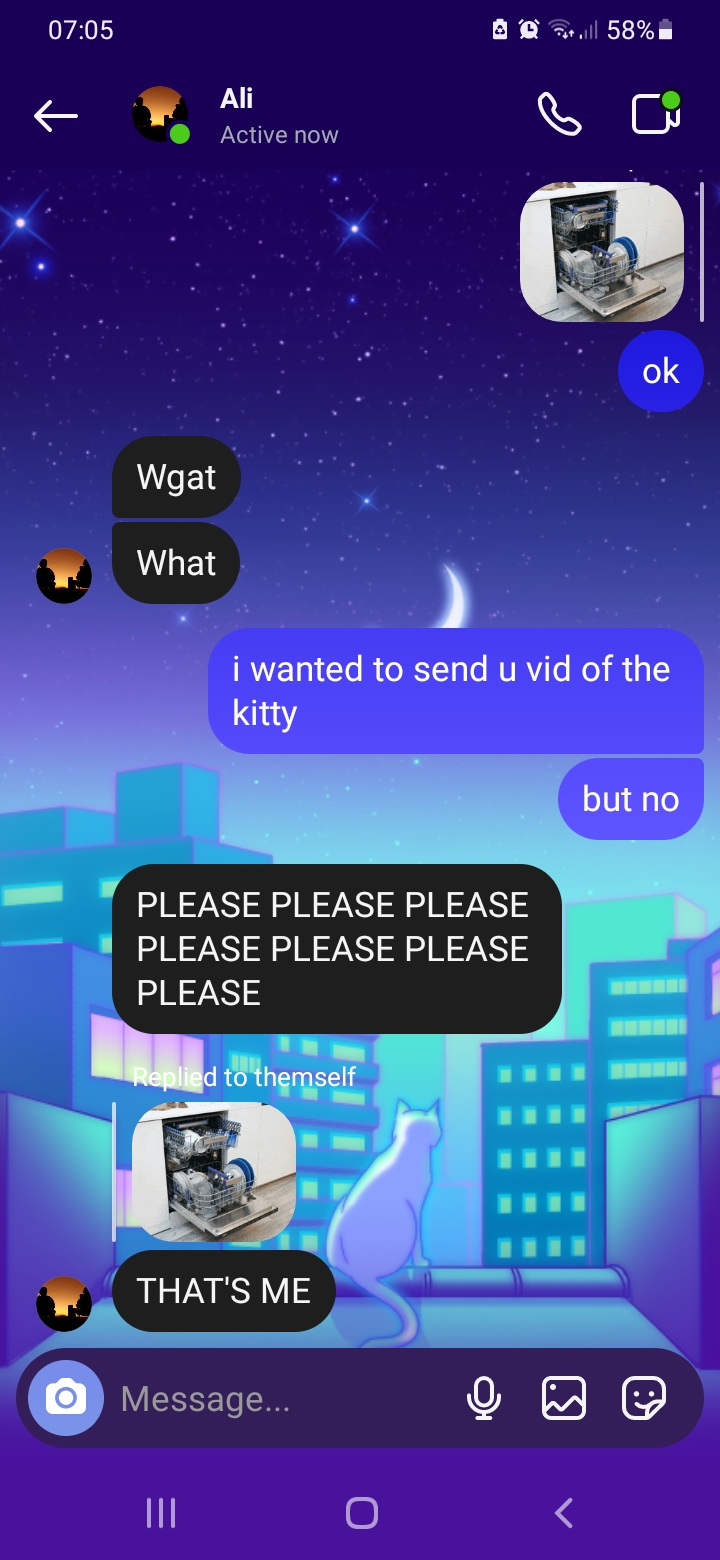 07:05
58%
Ali
Active now
ok
Wgat
What
i wanted to send u vid of the
kitty
but no
PLEASE PLEASE PLEASE
PLEASE PLEASE PLEASE
PLEASE
Replied to themself
THAT'S ME
Message...